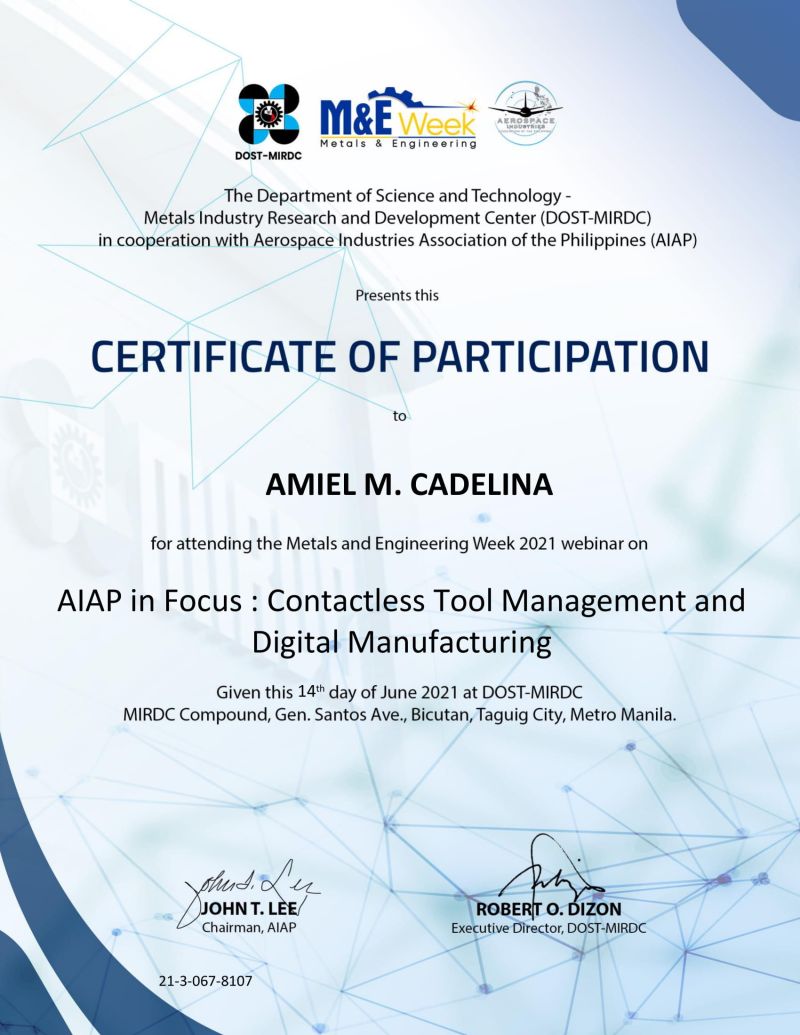 DOST-MIRDC
M&E Week
Metals & Engineering
AEROSPACE
INDUSTRIES
The Department of Science and Technology -
Metals Industry Research and Development Center (DOST-MIRDC)
in cooperation with Aerospace Industries Association of the Philippines (AIAP)
Presents this
CERTIFICATE OF PARTICIPATION
to
AMIEL M. CADELINA
for attending the Metals and Engineering Week 2021 webinar on
AIAP in Focus : Contactless Tool Management and
Digital Manufacturing
Given this 14th day of June 2021 at DOST-MIRDC
MIRDC Compound, Gen. Santos Ave., Bicutan, Taguig City, Metro Manila.
John T. Lee
JOHN T. LEE
Chairman, AIAP
ROBERT O. DIZON
Executive Director, DOST-MIRDC
21-3-067-8107